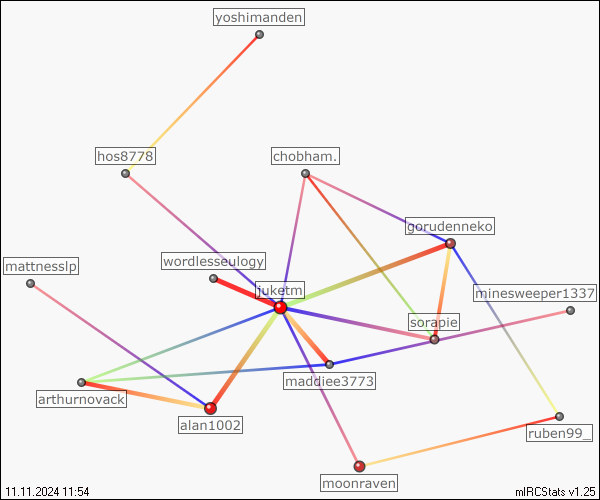 yoshimanden
hos8778
chobham.
gorudenneko
wordlesseulogy
mattnesslp
juketm
minesweeper1337
sorapie
maddiee3773
arthurnovack
alan1002
ruben99_
moonraven
11.11.2024 11:54
mIRCStats v1.25